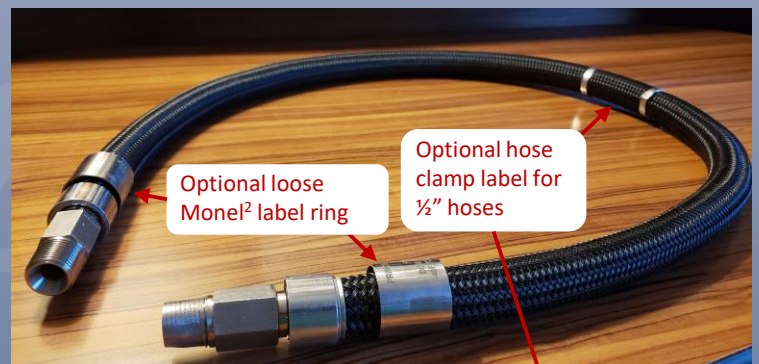 Optional loose
Monel² label ring
Optional hose
clamp label for
½” hoses